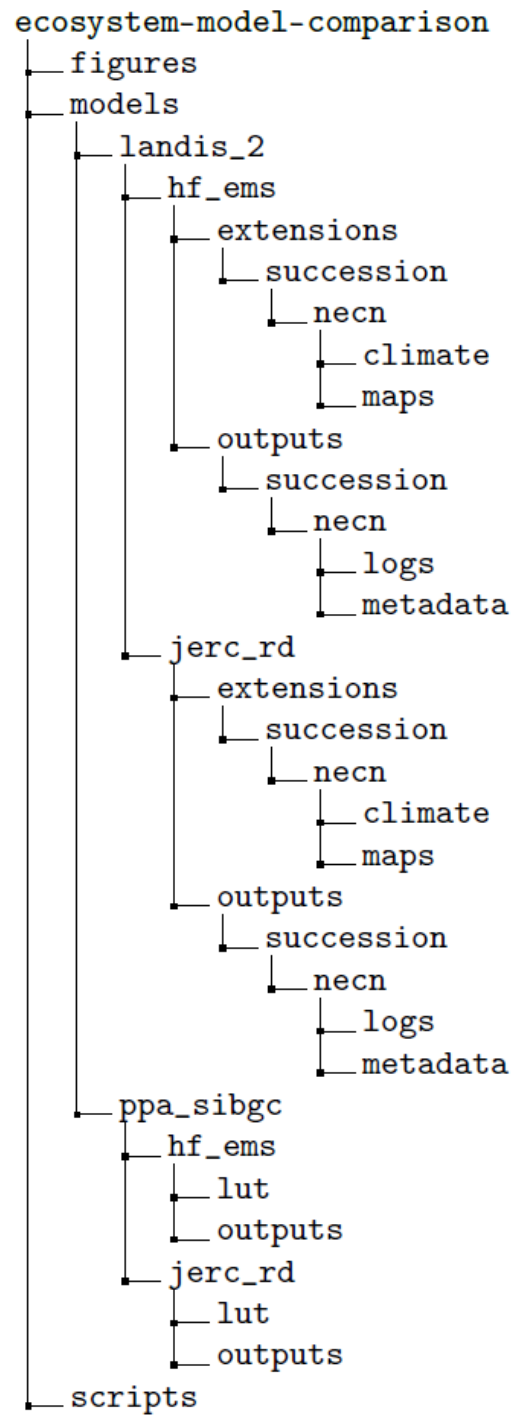 ecosystem-model-comparison
figures
models
landis_2
hf_ems
extensions
succession
necn
climate
maps
outputs
succession
necn
logs
metadata
jerc_rd
extensions
succession
necn
climate
maps
outputs
succession
necn
logs
metadata
ppa_sibgc
hf_ems
lut
outputs
jerc_rd
lut
outputs
scripts